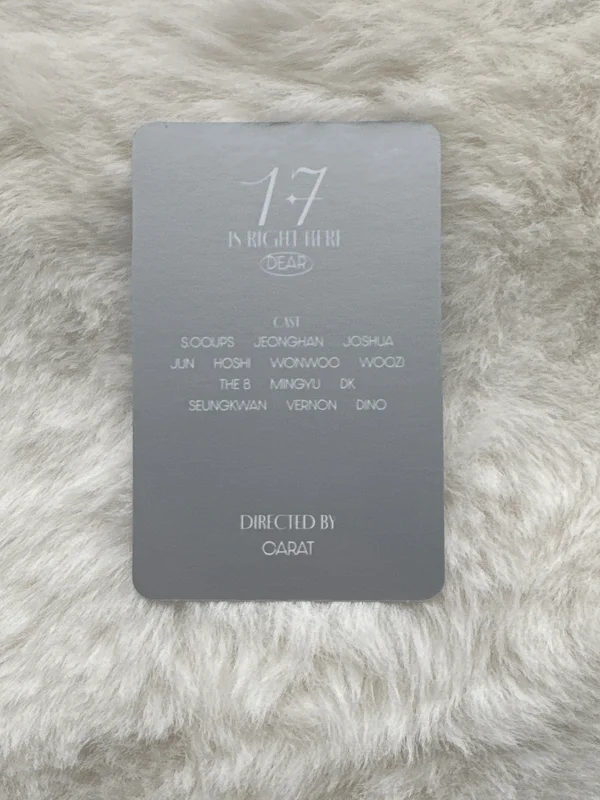 17
IS RIGHT HERE
DEAR
CAST
S.COUPS JEONGHAN JOSHUA
JUN HOSHI WONWOO WOOZI
THE 8 MINGYU DK
SEUNGKWAN VERNON DINO
DIRECTED BY
CARAT